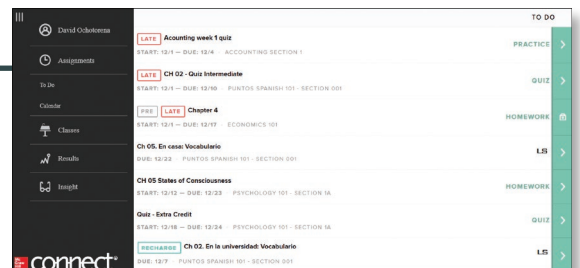 TO DO
David Ochotorena
Assignments
To Do
Calendar
Classes
Results
Insight
Mc Graw Hill connect®
LATE Acounting week 1 quiz
START: 12/1 — DUE: 12/4 · ACCOUNTING SECTION 1
PRACTICE
LATE CH 02 - Quiz Intermediate
START: 12/1 — DUE: 12/10 · PUNTOS SPANISH 101 - SECTION 001
QUIZ
PRE LATE Chapter 4
START: 12/1 — DUE: 12/17 · ECONOMICS 101
HOMEWORK
Ch 05. En casa: Vocabulario
DUE: 12/22 · PUNTOS SPANISH 101 - SECTION 001
LS
CH 05 States of Consciousness
START: 12/12 — DUE: 12/23 · PSYCHOLOGY 101 - SECTION 1A
HOMEWORK
Quiz - Extra Credit
START: 12/18 — DUE: 12/24 · PSYCHOLOGY 101 - SECTION 1A
QUIZ
RECHARGE Ch 02. En la universidad: Vocabulario
DUE: 12/7 · PUNTOS SPANISH 101 - SECTION 001
LS